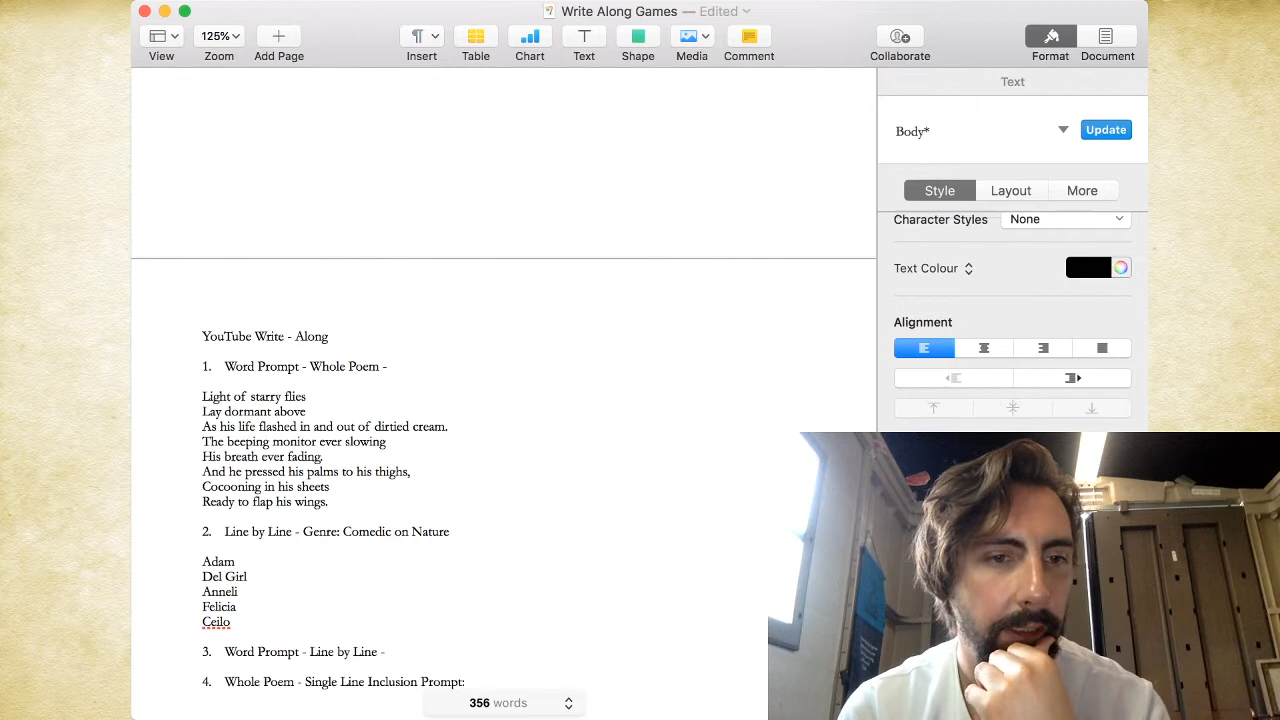 Write Along Games — Edited
125%
View
Zoom
Add Page
Insert
Table
Chart
Text
Shape
Media
Comment
Collaborate
Format
Document
Text
Body*
Update
Style
Layout
More
Character Styles
None
Text Colour
Alignment
YouTube Write - Along
1. Word Prompt - Whole Poem -
Light of starry flies
Lay dormant above
As his life flashed in and out of dirtied cream.
The beeping monitor ever slowing
His breath ever fading.
And he pressed his palms to his thighs,
Cocooning in his sheets
Ready to flap his wings.
2. Line by Line - Genre: Comedic on Nature
Adam
Del Girl
Anneli
Felicia
Ceilo
3. Word Prompt - Line by Line -
4. Whole Poem - Single Line Inclusion Prompt:
356 words